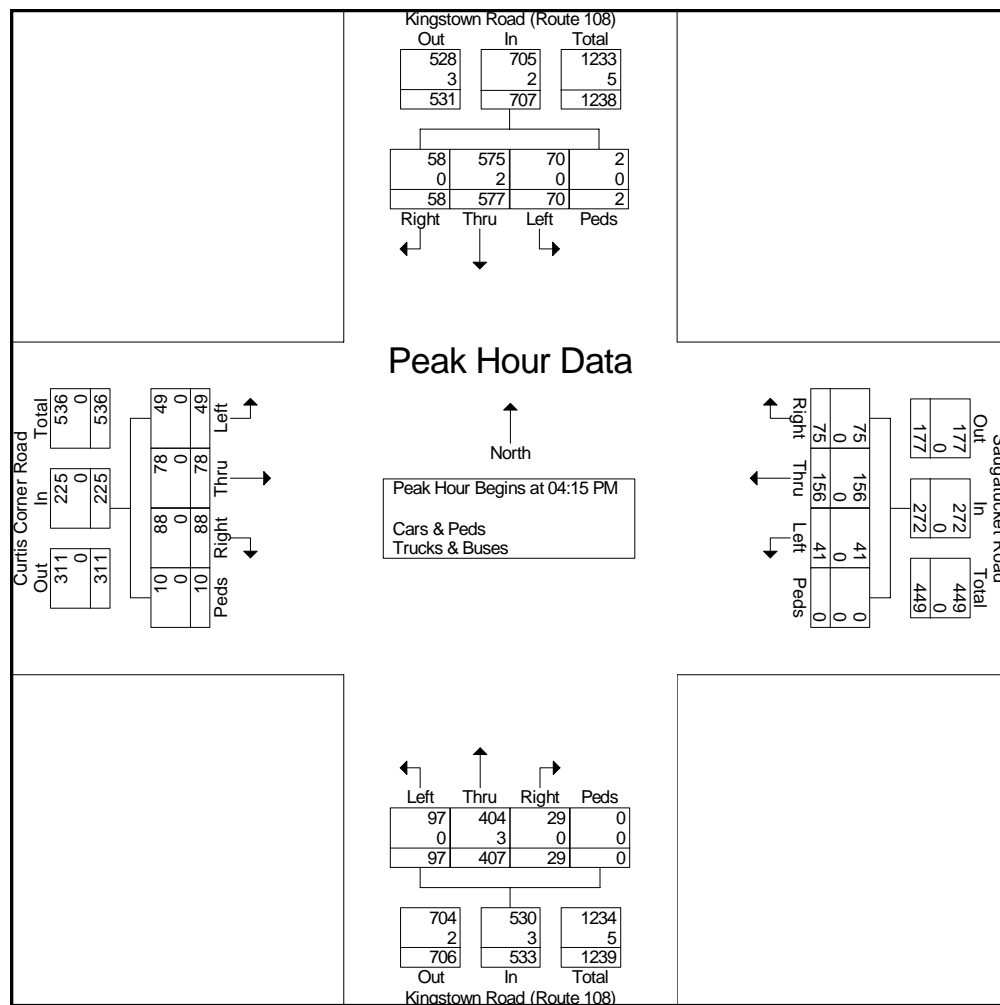 Kingstown Road (Route 108)
Out In Total
528 705 1233
3 2 5
531 707 1238
58 575 70 2
0 2 0 0
58 577 70 2
Right Thru Left Peds
Peak Hour Data
North
Peak Hour Begins at 04:15 PM
Cars & Peds
Trucks & Buses
Curtis Corner Road
Out In Total
311 225 536
0 0 0
311 225 536
10 88 78 49
0 0 0 0
10 88 78 49
Peds Right Thru Left
Saugatucket Road
Out In Total
177 272 449
0 0 0
177 272 449
75 156 41 0
0 0 0 0
75 156 41 0
Right Thru Left Peds
Left Thru Right Peds
97 404 29 0
0 3 0 0
97 407 29 0
704 530 1234
2 3 5
706 533 1239
Out In Total
Kingstown Road (Route 108)